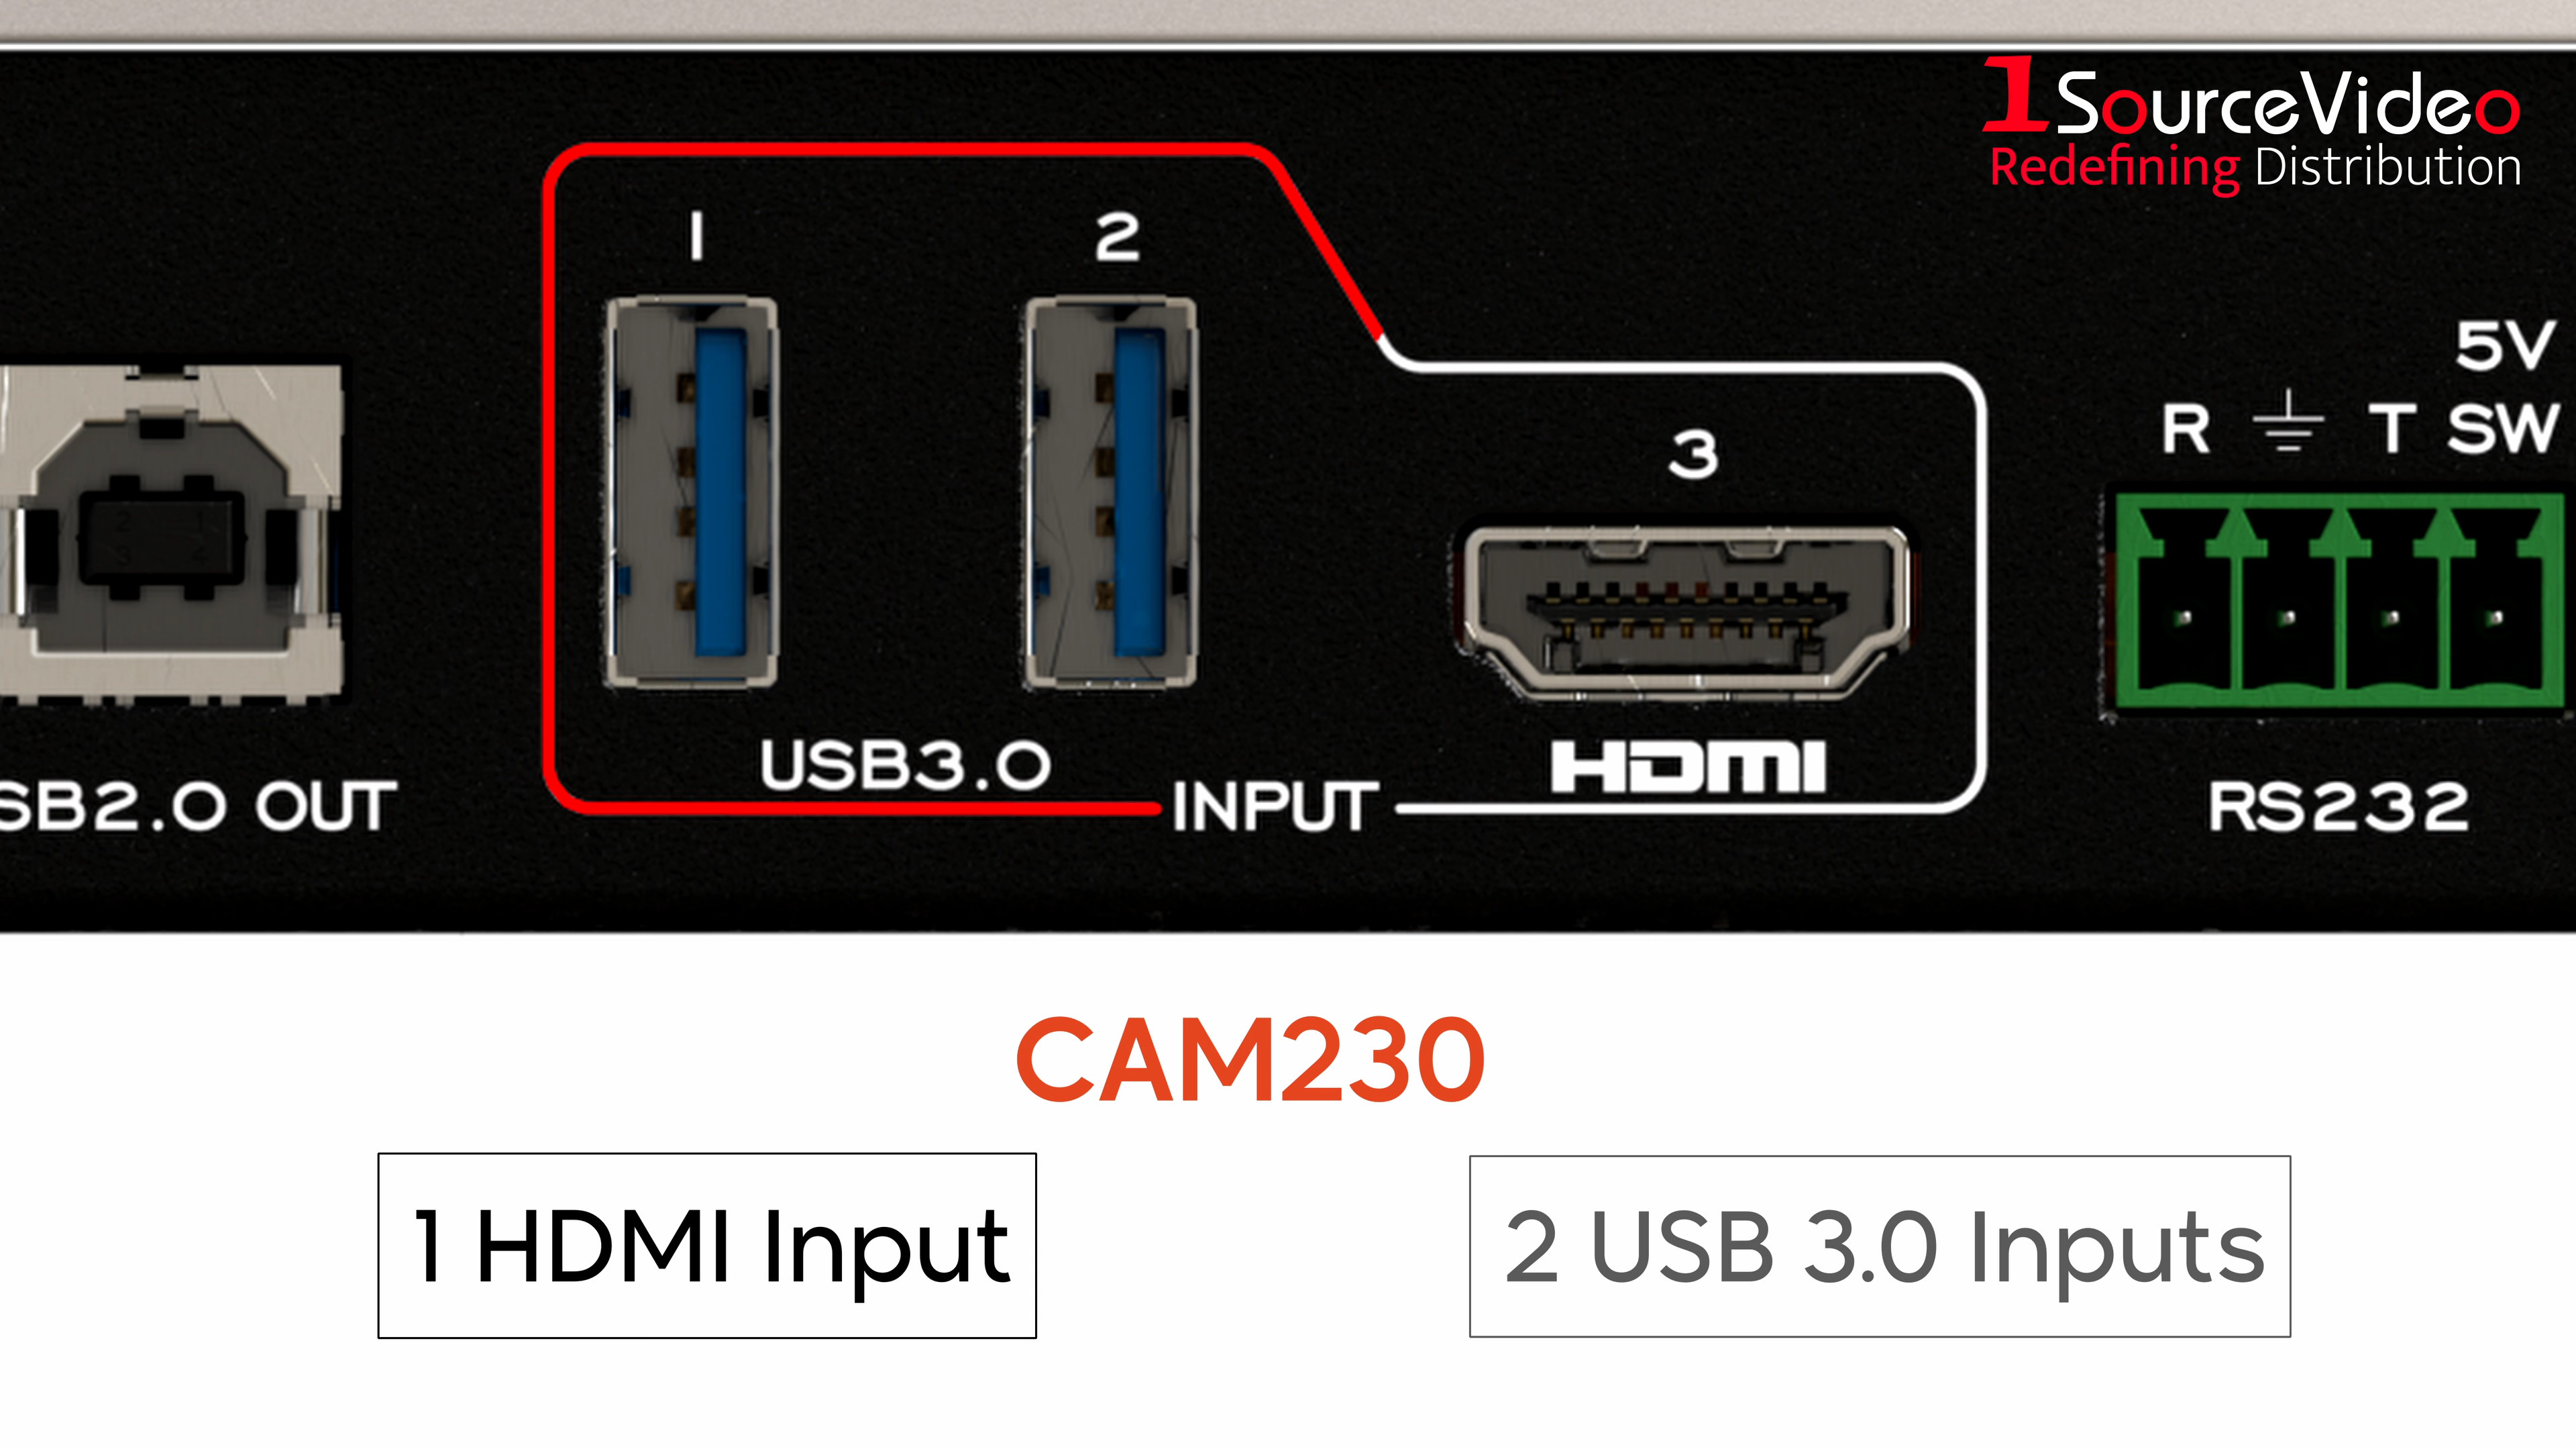 1SourceVideo
Redefining Distribution
1
2
3
5V
R T SW
USB3.0
HDMI
SB2.0 OUT
INPUT
RS232
CAM230
1 HDMI Input
2 USB 3.0 Inputs